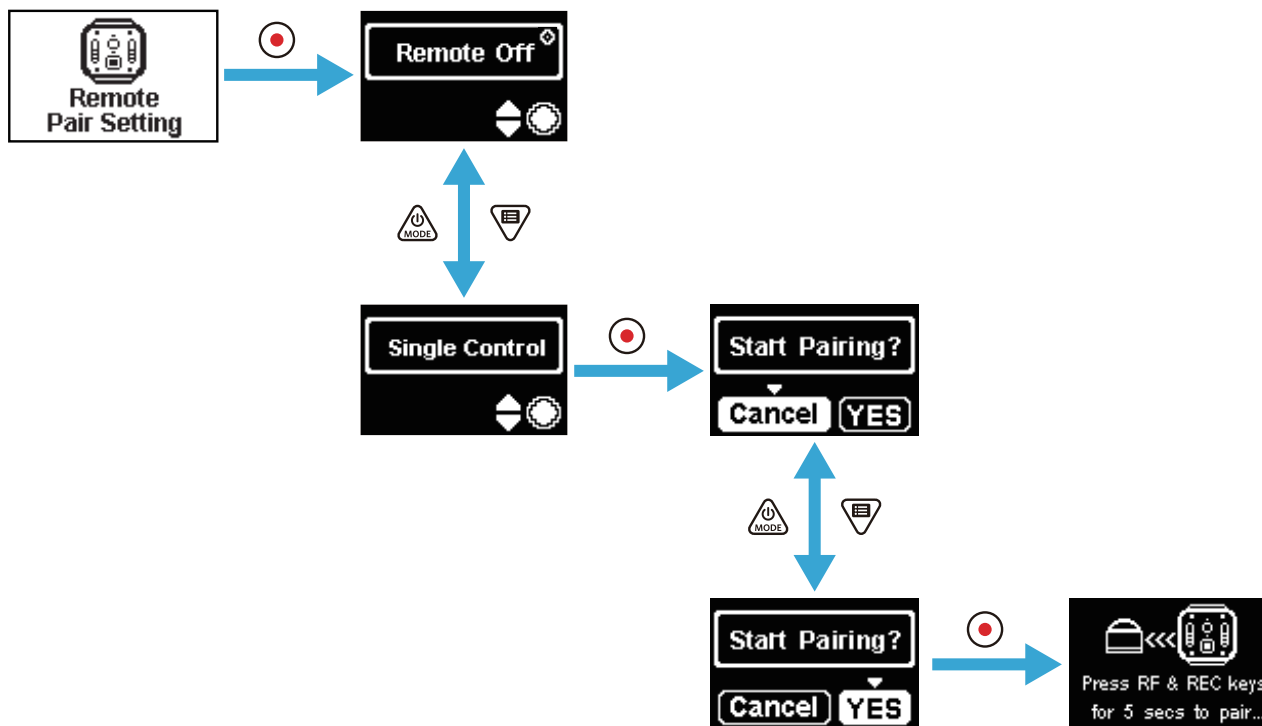 Remote
Pair Setting
Remote Off
MODE
Single Control
Start Pairing?
Cancel YES
MODE
Start Pairing?
Cancel YES
Press RF & REC keys
for 5 secs to pair...